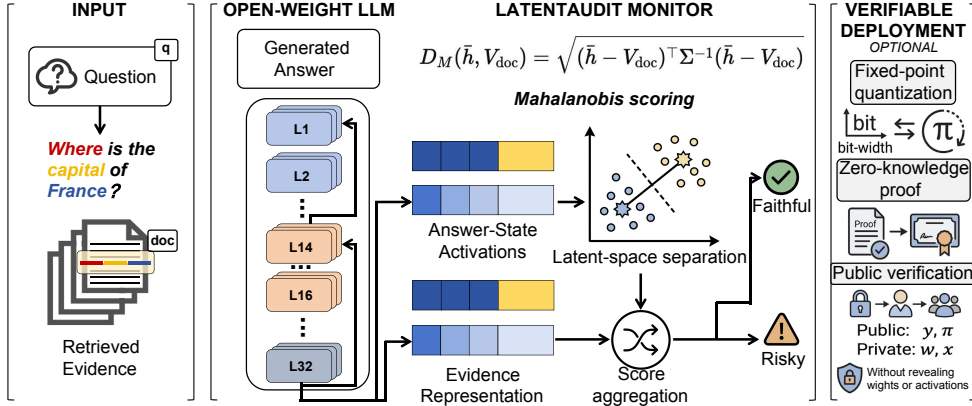 INPUT
q
Question
Where is the
capital of
France?
doc
Retrieved
Evidence
OPEN-WEIGHT LLM
Generated
Answer
L1
L2
L14
L16
L32
LATENTAUDIT MONITOR
D_M(h̄, V_doc) = √((h̄ − V_doc)^⊤ Σ^{−1} (h̄ − V_doc))
Mahalanobis scoring
Answer-State
Activations
Latent-space separation
Evidence
Representation
Score
aggregation
Faithful
Risky
VERIFIABLE
DEPLOYMENT
OPTIONAL
Fixed-point
quantization
bit
bit-width
π
Zero-knowledge
proof
Proof
Public verification
Public: y, π
Private: w, x
Without revealing
wights or activations